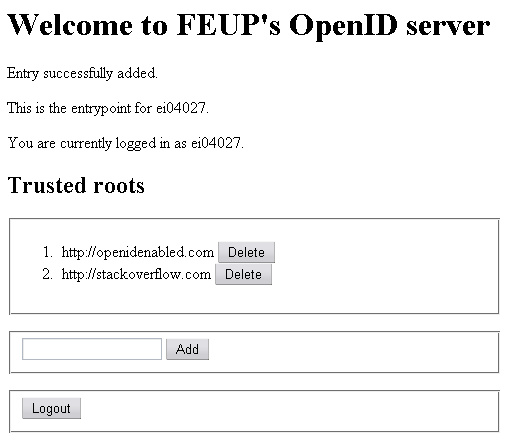 Welcome to FEUP's OpenID server
Entry successfully added.
This is the entrypoint for ei04027.
You are currently logged in as ei04027.
Trusted roots
1. http://openidenabled.com Delete
2. http://stackoverflow.com Delete
Add
Logout